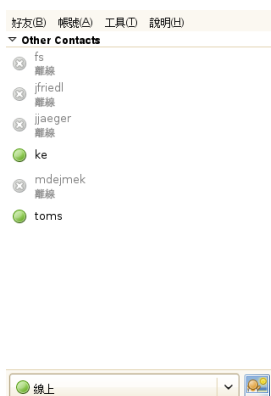 好友(B) 帳號(A) 工具(T) 說明(H)
Other Contacts
fs
離線
jfriedl
離線
jjaeger
離線
ke
mdejmek
離線
toms
線上